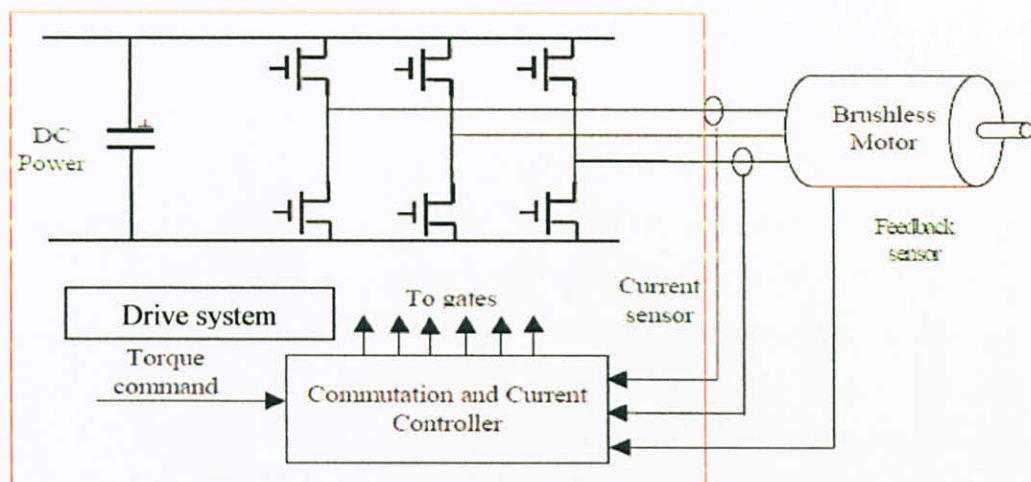 DC
Power
Brushless
Motor
Feedback
sensor
Current
sensor
To gates
Drive system
Torque
command
Commutation and Current
Controller